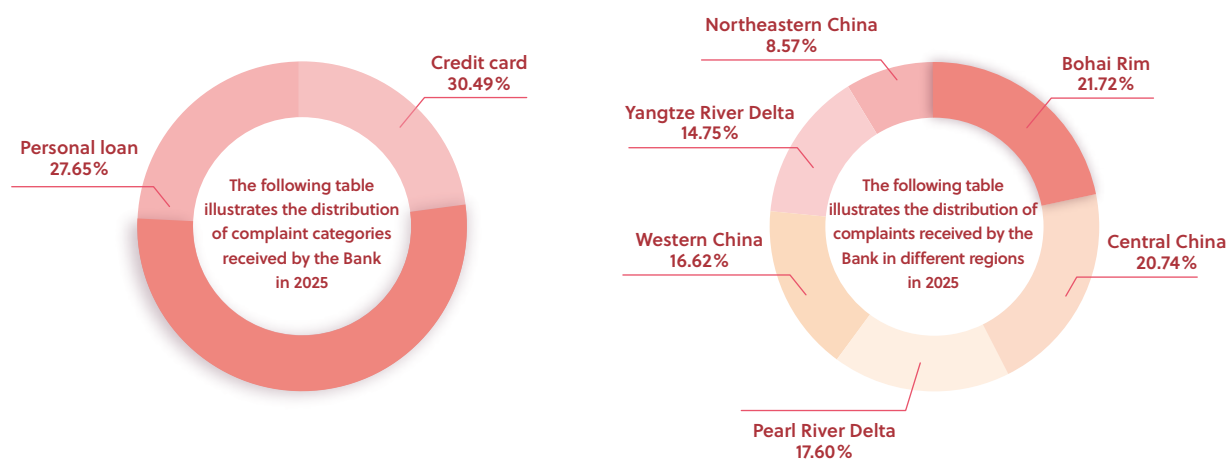 Credit card
30.49%
Personal loan
27.65%
The following table
illustrates the distribution
of complaint categories
received by the Bank
in 2025
Northeastern China
8.57%
Bohai Rim
21.72%
Yangtze River Delta
14.75%
The following table
illustrates the distribution of
complaints received by the
Bank in different regions
in 2025
Western China
16.62%
Central China
20.74%
Pearl River Delta
17.60%